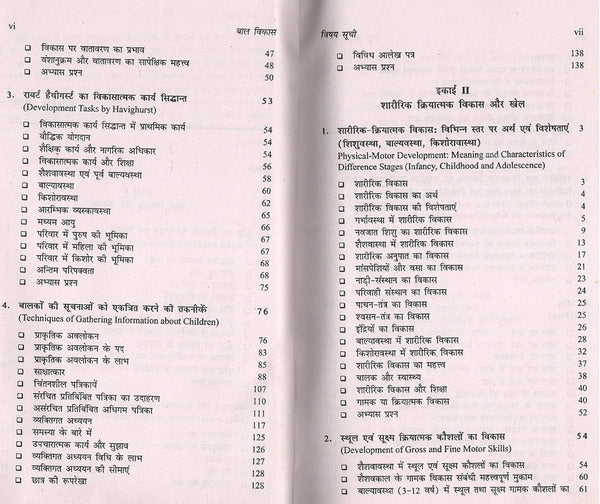 vi
बाल विकास
विकास पर वातावरण का प्रभाव 47
वंशानुक्रम और वातावरण का सापेक्षिक महत्त्व 48
अभ्यास प्रश्न 50
3. राबर्ट हैवीगर्स्ट का विकासात्मक कार्य सिद्धान्त 53
(Development Tasks by Havighurst)
विकासात्मक कार्य सिद्धान्त में प्राथमिक कार्य 54
बौद्धिक योगदान 54
शैक्षिक कार्य और नागरिक अधिकार 54
विकासात्मक कार्य और शिक्षा 56
शैशवावस्था एवं पूर्व बाल्यावस्था 58
बाल्यावस्था 60
किशोरावस्था 62
आरम्भिक व्यस्कावस्था 65
मध्यम आयु 66
परिवार में पुरुष की भूमिका 67
परिवार में महिला की भूमिका 67
परिवार में किशोर की भूमिका 68
अन्तिम परिपक्वता 68
अभ्यास प्रश्न 75
4. बालकों की सूचनाओं को एकत्रित करने की तकनीकें 76
(Techniques of Gathering Information about Children)
प्राकृतिक अवलोकन 76
प्राकृतिक अवलोकन के पद 83
प्राकृतिक अवलोकन के लाभ 85
साक्षात्कार 88
चिंतनशील पत्रिकायें 107
संरचित प्रतिबिंबित पत्रिका का उदाहरण 110
असंरचित प्रतिबिंबित अधिगम पत्रिका 111
व्यक्तिगत अध्ययन 117
समस्या के बारे में 125
उपचारात्मक कार्य और सुझाव 126
व्यक्तिगत अध्ययन विधि के लाभ 127
व्यक्तिगत अध्ययन की सीमाएं 128
छात्र की रूपरेखा 128
विषय सूची
vii
विविध आलेख पत्र 138
अभ्यास प्रश्न 138
इकाई II
शारीरिक क्रियात्मक विकास और खेल
1. शारीरिक-क्रियात्मक विकास: विभिन्न स्तर पर अर्थ एवं विशेषताएं 3
(शिशुवस्था, बाल्यावस्था, किशोरावास्था)
Physical-Motor Development: Meaning and Characteristics of
Difference Stages (Infancy, Childhood and Adolescence)
शारीरिक विकास 3
शारीरिक विकास का अर्थ 4
शारीरिक विकास की विशेषताएं 4
गर्भावस्था में शारीरिक विकास 5
नवजात शिशु का शारीरिक विकास 9
शैशवास्था में शारीरिक विकास 13
शारीरिक अनुपात का विकास 17
मांसपेशियाँ और वसा का विकास 21
नाड़ी-संस्थान का विकास 23
परिवाही संस्थान का विकास 24
पाचन-तंत्र का विकास 25
श्वसन-तंत्र का विकास 25
इंद्रियों का विकास 26
बाल्यावस्था में शारीरिक विकास 28
किशोरावस्था में शारीरिक विकास 32
शारीरिक विकास का महत्त्व 37
बालक और स्वास्थ्य 38
शारीरिक विकास और शिक्षा 40
गामक या क्रियात्मक विकास 40
अभ्यास प्रश्न 52
2. स्थूल एवं सूक्ष्म क्रियात्मक कौशलों का विकास 54
(Development of Gross and Fine Motor Skills)
शैशवावस्था में स्थूल एवं सूक्ष्म कौशलों का विकास 54
शैशवकाल के गामक विकास संबंधी महत्त्वपूर्ण मुकाम 60
बाल्यावस्था (3–12 वर्ष) में स्थूल तथा सूक्ष्म गामक कौशलों का 61